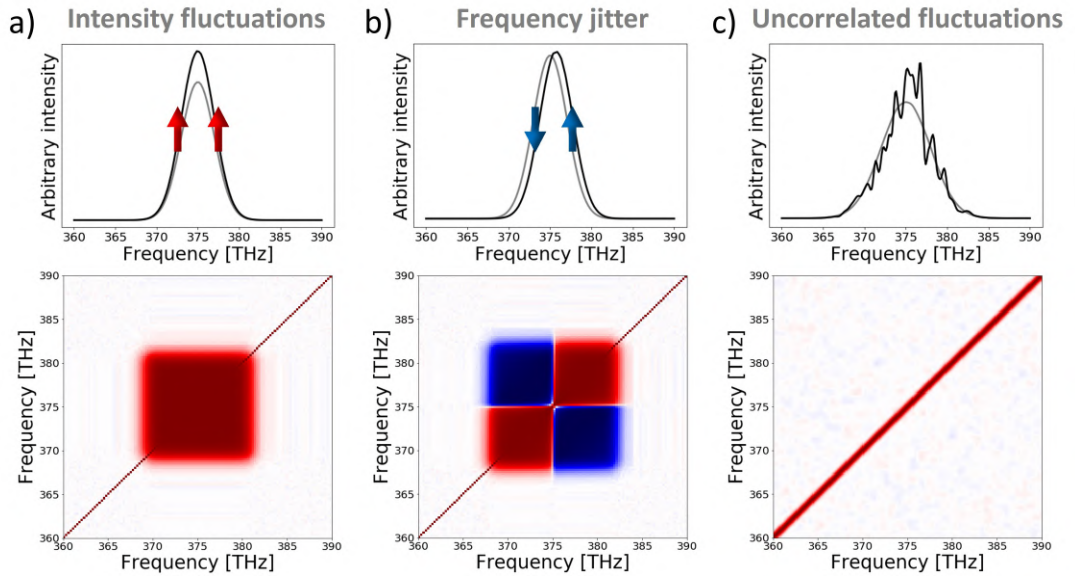 a) Intensity fluctuations
b) Frequency jitter
c) Uncorrelated fluctuations
Arbitrary intensity
360 365 370 375 380 385 390
Frequency [THz]
Arbitrary intensity
360 365 370 375 380 385 390
Frequency [THz]
Arbitrary intensity
360 365 370 375 380 385 390
Frequency [THz]
Frequency [THz]
390
385
380
375
370
365
360
360 365 370 375 380 385 390
Frequency [THz]
Frequency [THz]
390
385
380
375
370
365
360
360 365 370 375 380 385 390
Frequency [THz]
Frequency [THz]
390
385
380
375
370
365
360
360 365 370 375 380 385 390
Frequency [THz]